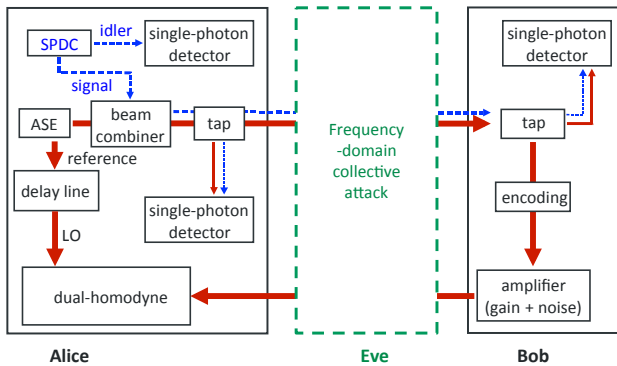 SPDC
idler
single-photon
detector
signal
ASE
beam
combiner
tap
reference
delay line
single-photon
detector
LO
dual-homodyne
Alice
Frequency
-domain
collective
attack
Eve
single-photon
detector
tap
encoding
amplifier
(gain + noise)
Bob